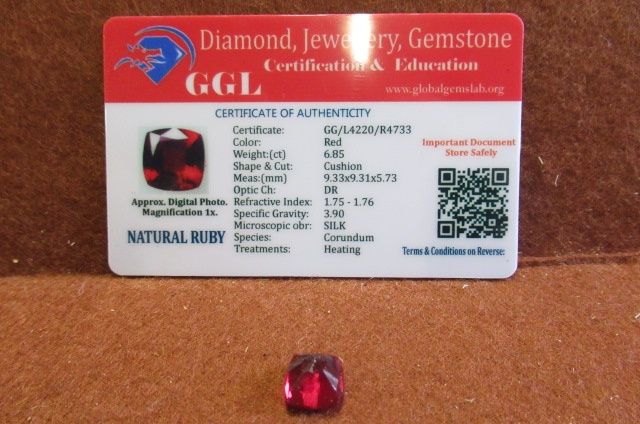 Diamond, Jewellery, Gemstone
Certification & Education
GGL
www.globalgemslab.org
CERTIFICATE OF AUTHENTICITY
Certificate: GG/L4220/R4733
Color: Red
Weight:(ct) 6.85
Shape & Cut: Cushion
Meas:(mm) 9.33x9.31x5.73
Optic Ch: DR
Refractive Index: 1.75 - 1.76
Specific Gravity: 3.90
Microscopic obr: SILK
Species: Corundum
Treatments: Heating
Approx. Digital Photo.
Magnification 1x.
NATURAL RUBY
Important Document
Store Safely
Terms & Conditions on Reverse: